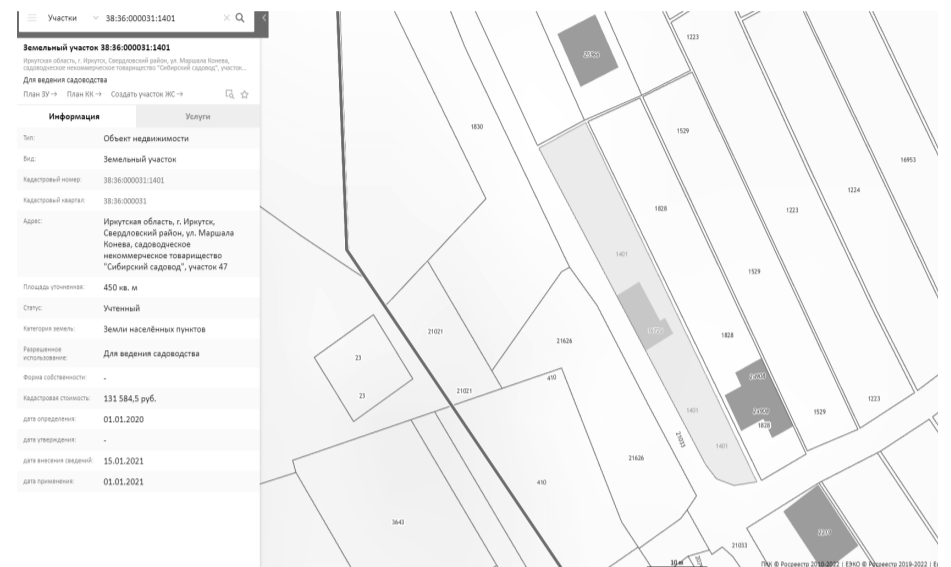 Участки 38:36:000031:1401
Земельный участок 38:36:000031:1401
Иркутская область, г. Иркутск, Свердловский район, ул. Маршала Конева,
садоводческое некоммерческое товарищество "Сибирский садовод", участок...
Для ведения садоводства
План ЗУ → План КК → Создать участок ЖС →
Информация Услуги
Тип: Объект недвижимости
Вид: Земельный участок
Кадастровый номер: 38:36:000031:1401
Кадастровый квартал: 38:36:000031
Адрес: Иркутская область, г. Иркутск,
Свердловский район, ул. Маршала
Конева, садоводческое
некоммерческое товарищество
"Сибирский садовод", участок 47
Площадь уточненная: 450 кв. м
Статус: Учтенный
Категория земель: Земли населённых пунктов
Разрешенное
использование: Для ведения садоводства
Форма собственности: -
Кадастровая стоимость: 131 584,5 руб.
дата определения: 01.01.2020
дата утверждения: -
дата внесения сведений: 15.01.2021
дата применения: 01.01.2021
1223
1830
1529
16953
1828
1224
1223
1401
1529
21021
1828
21626
23
410
21021
23
1223
1401
1529
1828
1401
21033
21626
410
3643
2219
21033
10 м
ПКК © Росреестр 2010-2022 | ЕЭКО © Росреестр 2019-2022 |